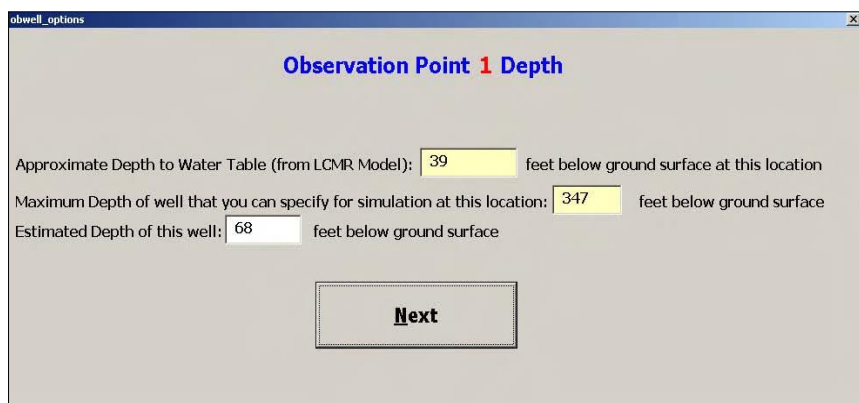 obwell_options
Observation Point 1 Depth
Approximate Depth to Water Table (from LCMR Model): 39 feet below ground surface at this location
Maximum Depth of well that you can specify for simulation at this location: 347 feet below ground surface
Estimated Depth of this well: 68 feet below ground surface
Next